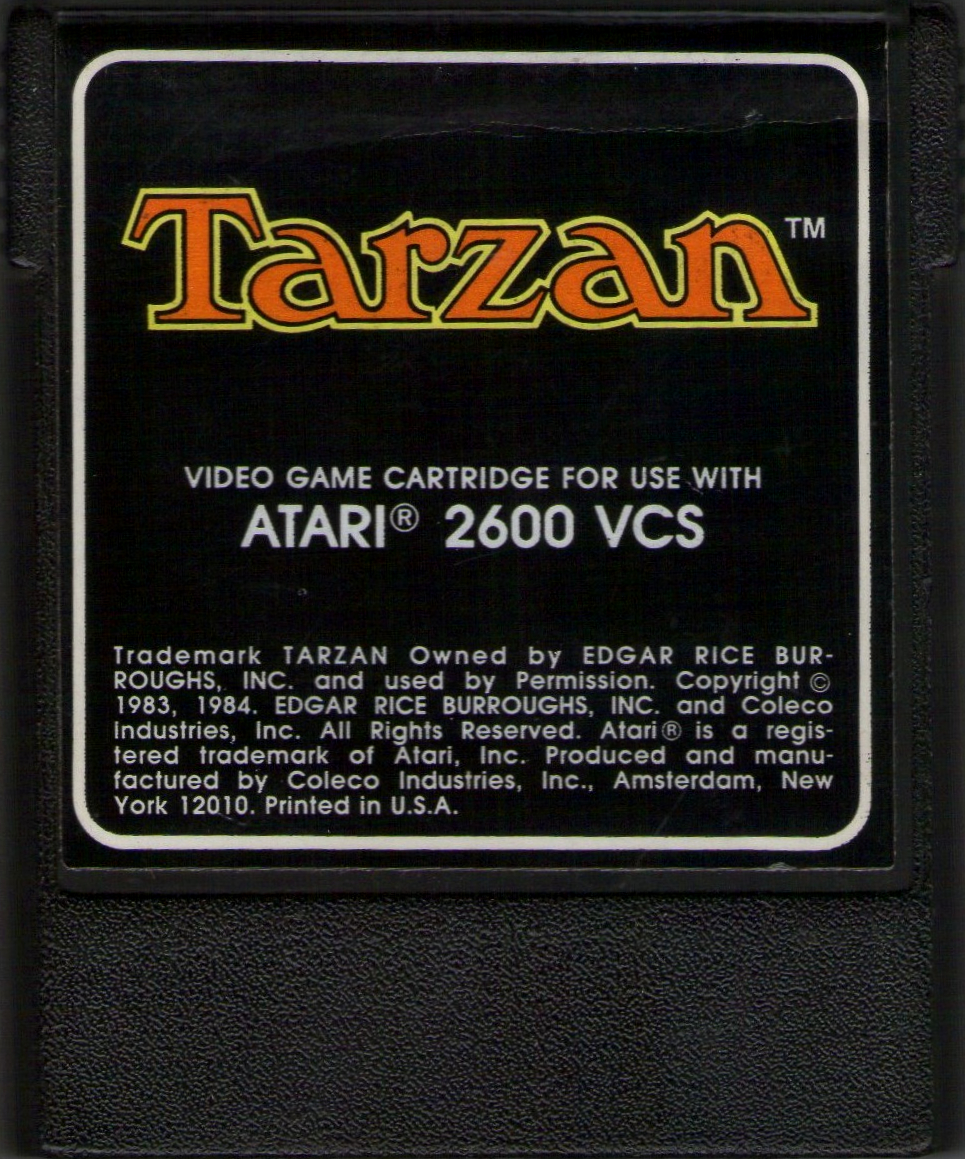 Tarzan™
VIDEO GAME CARTRIDGE FOR USE WITH
ATARI® 2600 VCS
Trademark TARZAN Owned by EDGAR RICE BUR-
ROUGHS, INC. and used by Permission. Copyright ©
1983, 1984. EDGAR RICE BURROUGHS, INC. and Coleco
Industries, Inc. All Rights Reserved. Atari® is a regis-
tered trademark of Atari, Inc. Produced and manu-
factured by Coleco Industries, Inc., Amsterdam, New
York 12010. Printed in U.S.A.